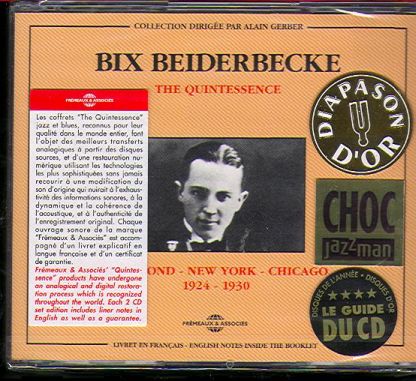 COLLECTION DIRIGÉE PAR ALAIN GERBER
BIX BEIDERBECKE
THE QUINTESSENCE
FRÉMEAUX & ASSOCIÉS
Les coffrets "The Quintessence"
jazz et blues, reconnus pour leur
qualité dans le monde entier, font
l'objet des meilleurs transferts
analogiques à partir des disques
sources, et d'une restauration nu-
mérique utilisant les technologies
les plus sophistiquées sans jamais
recourir à une modification du
son d'origine qui nuirait à l'exhaus-
tivité des informations sonores, à la
dynamique et la cohérence de
l'acoustique, et à l'authenticité de
l'enregistrement original. Chaque
ouvrage sonore de la marque
"Frémeaux & Associés" est accom-
pagné d'un livret explicatif en
langue française et d'un certificat
de garantie.
Frémeaux & Associés' "Quintes-
sence" products have undergone
an analogical and digital restora-
tion process which is recognized
throughout the world. Each 2 CD
set edition includes liner notes in
English as well as a guarantee.
DIAPASON
D'OR
CHOC
jazzman
OND - NEW YORK - CHICAGO
1924 - 1930
DISQUES DE L'ANNÉE • DISQUES D'OR
★★★★
LE GUIDE
DU CD
FRÉMEAUX & ASSOCIÉS
LIVRET EN FRANÇAIS - ENGLISH NOTES INSIDE THE BOOKLET